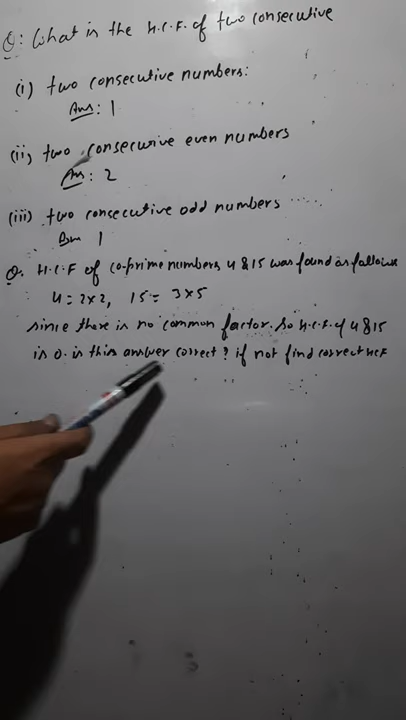 Q: What is the H.C.F. of two consecutive
(i) two consecutive numbers:
Ans: 1
(ii) two consecutive even numbers
Ans: 2
(iii) two consecutive odd numbers .....
Ans 1
Q. H.C.F of co-prime numbers 4 & 15 was found as follows
4 = 2×2, 15 = 3×5
since there is no common factor. So H.C.F. of 4 & 15
is 0. is this answer correct? if not find correct HCF